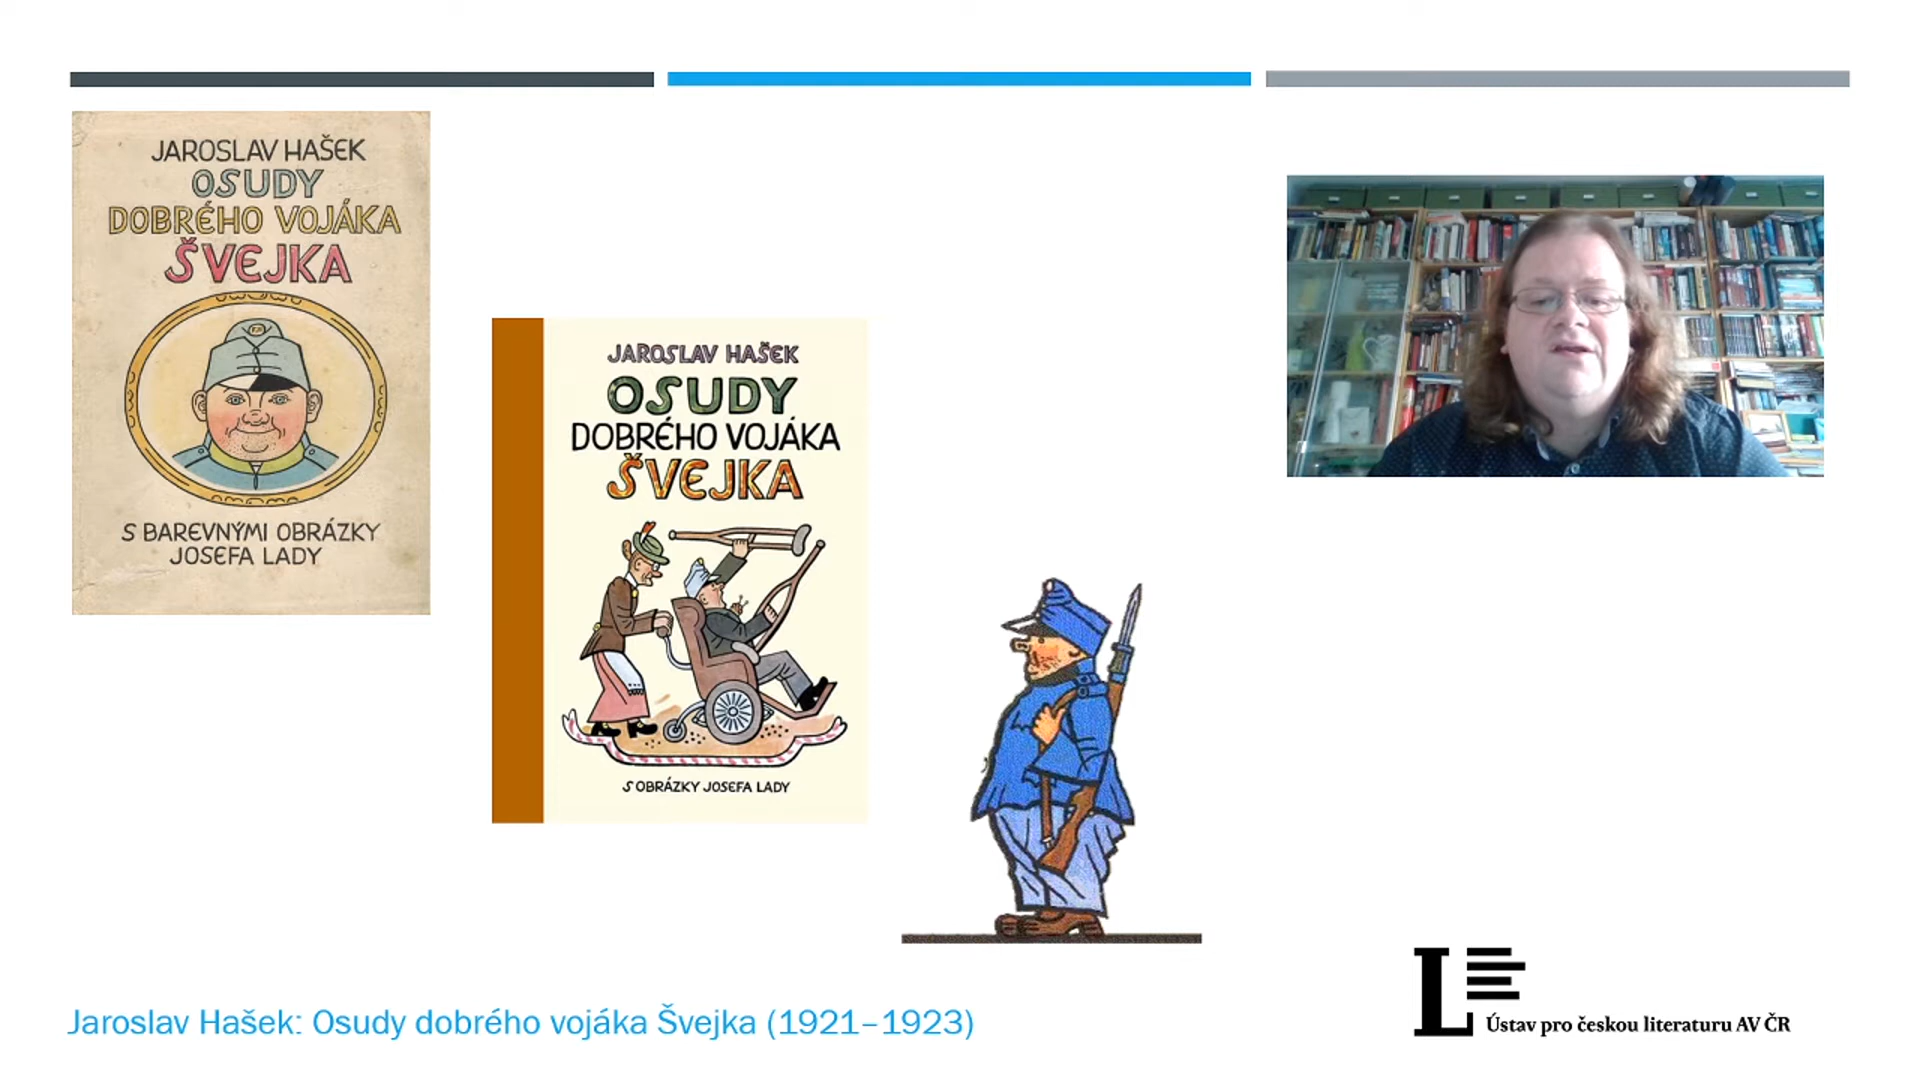 JAROSLAV HAŠEK
OSUDY
DOBRÉHO VOJÁKA
ŠVEJKA
S BAREVNÝMI OBRÁZKY
JOSEFA LADY
JAROSLAV HAŠEK
OSUDY
DOBRÉHO VOJÁKA
ŠVEJKA
S OBRÁZKY JOSEFA LADY
Jaroslav Hašek: Osudy dobrého vojáka Švejka (1921–1923)
Ústav pro českou literaturu AV ČR